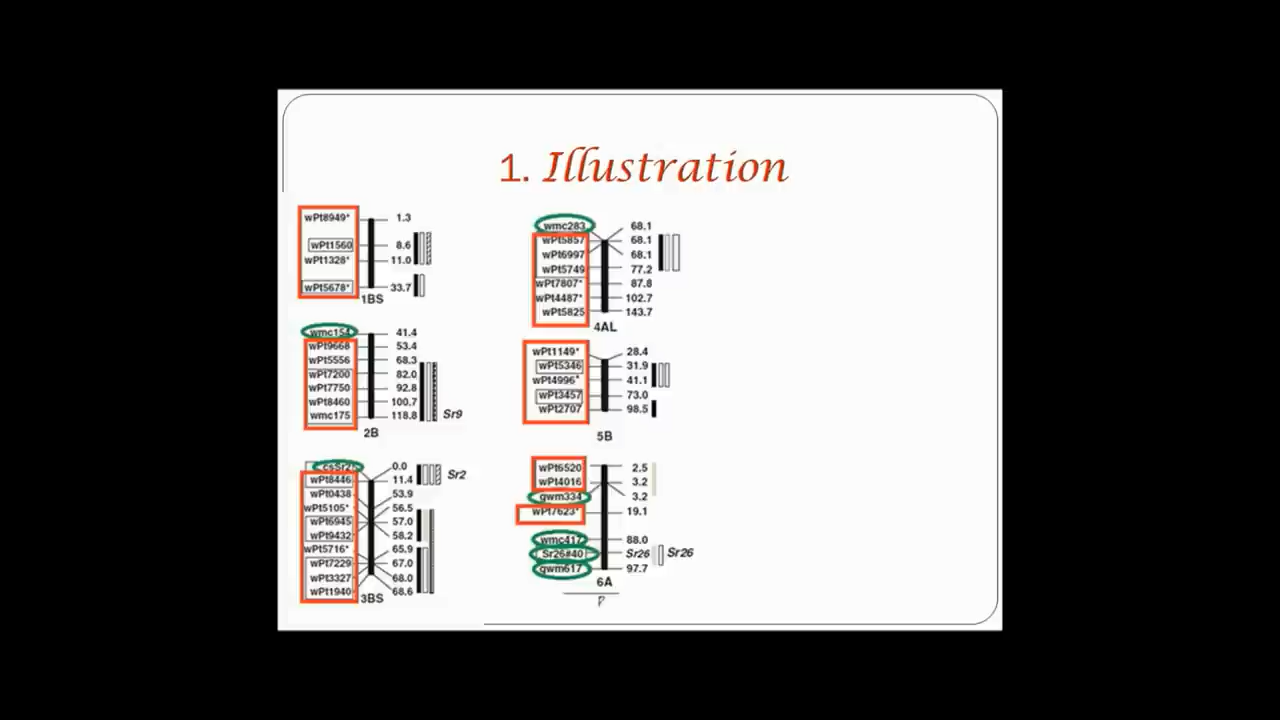 1. Illustration
wPt8949* 1.3
wPt1560 8.6
wPt1328* 11.0
wPt5678* 33.7
1BS
wmc154 41.4
wPt9668 53.4
wPt5556 68.3
wPt7200 82.0
wPt7750 92.8
wPt8460 100.7
wmc175 118.8 Sr9
2B
csSr2 0.0 Sr2
wPt8446 11.4
wPt0438 53.9
wPt5105* 56.5
wPt6945 57.0
wPt9432 58.2
wPt5716* 65.9
wPt7229 67.0
wPt3327 68.0
wPt1940 68.6
3BS
wmc283 68.1
wPt5857 68.1
wPt6997 68.1
wPt5749 77.2
wPt7807* 87.8
wPt4487* 102.7
wPt5825 143.7
4AL
wPt1149* 28.4
wPt5346 31.9
wPt4996* 41.1
wPt3457 73.0
wPt2707 98.5
5B
wPt6520 2.5
wPt4016 3.2
gwm334 3.2
wPt7623* 19.1
wmc417 88.0
Sr26#40 Sr26 Sr26
gwm617 97.7
6A